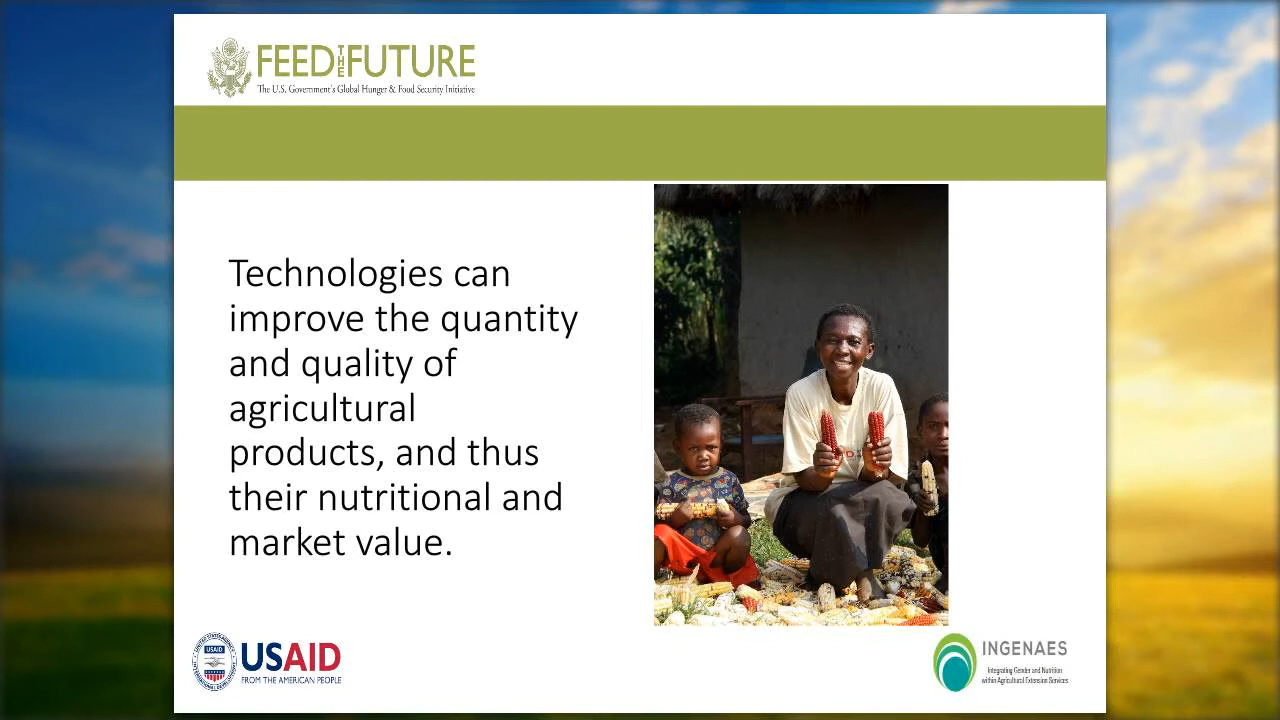 FEED THE FUTURE
The U.S. Government's Global Hunger & Food Security Initiative
Technologies can
improve the quantity
and quality of
agricultural
products, and thus
their nutritional and
market value.
USAID
USAID
FROM THE AMERICAN PEOPLE
INGENAES
Integrating Gender and Nutrition
within Agricultural Extension Services